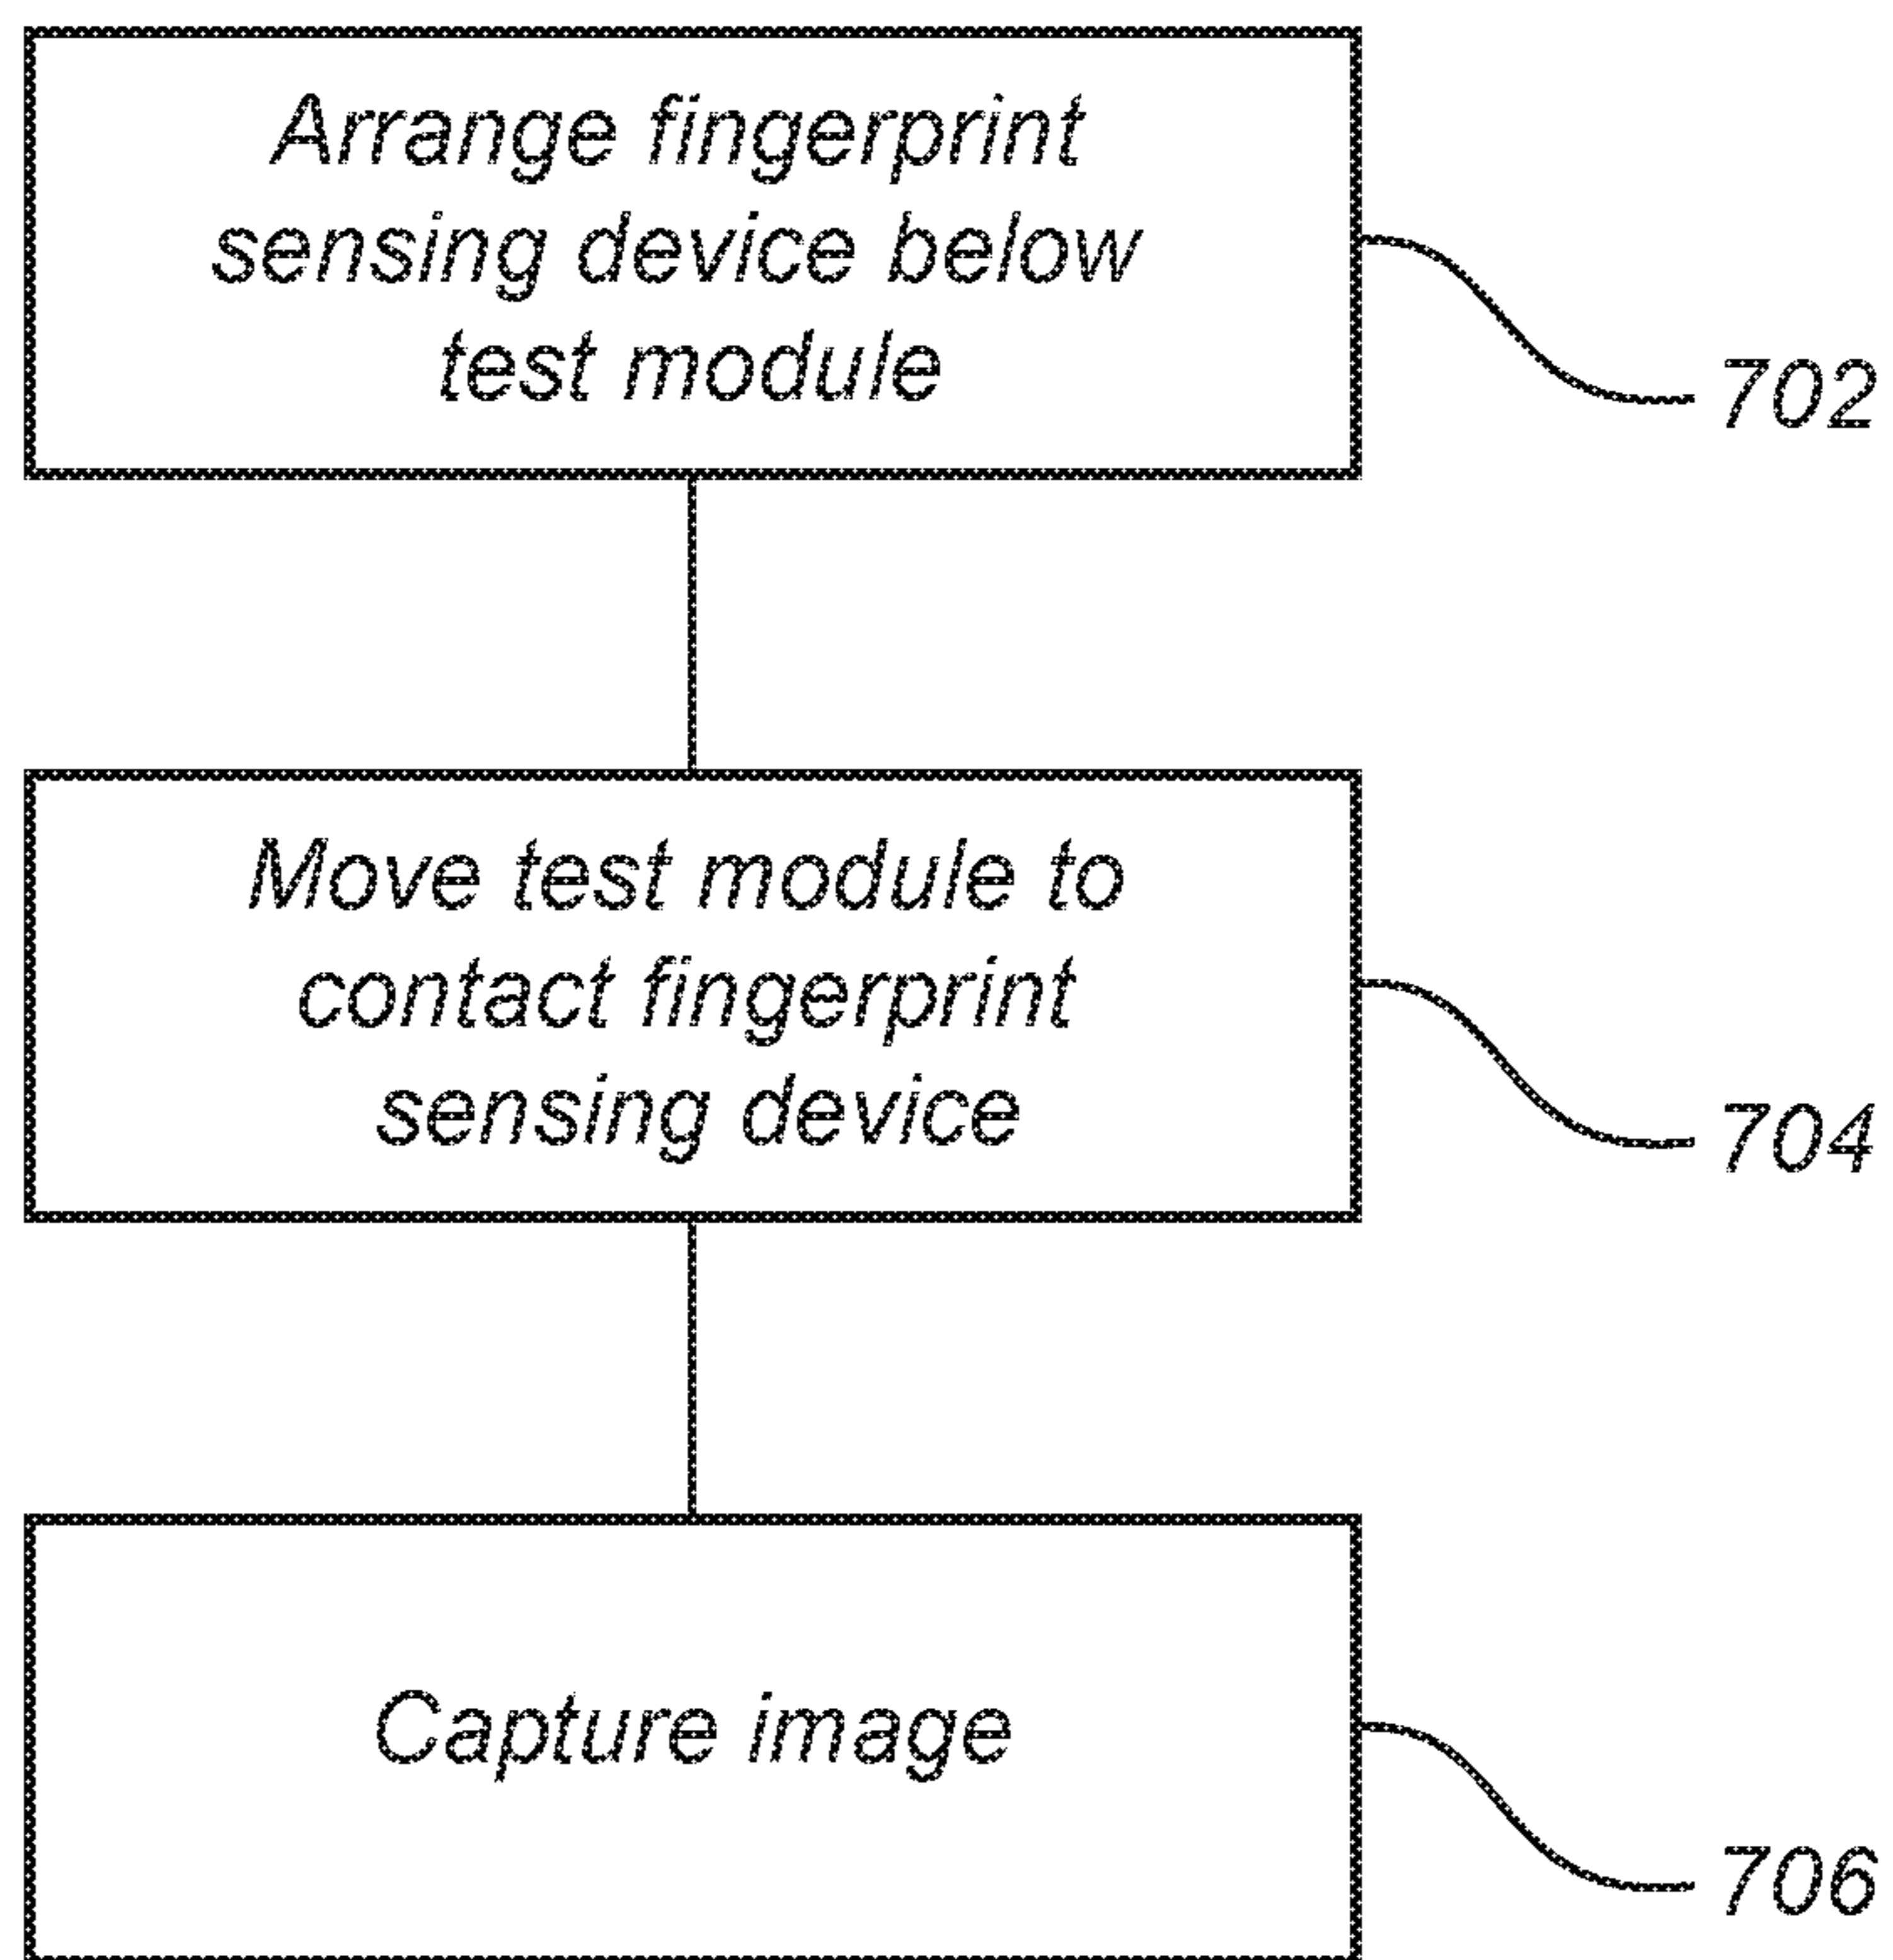 Arrange fingerprint
sensing device below
test module
702
Move test module to
contact fingerprint
sensing device
704
Capture image
706